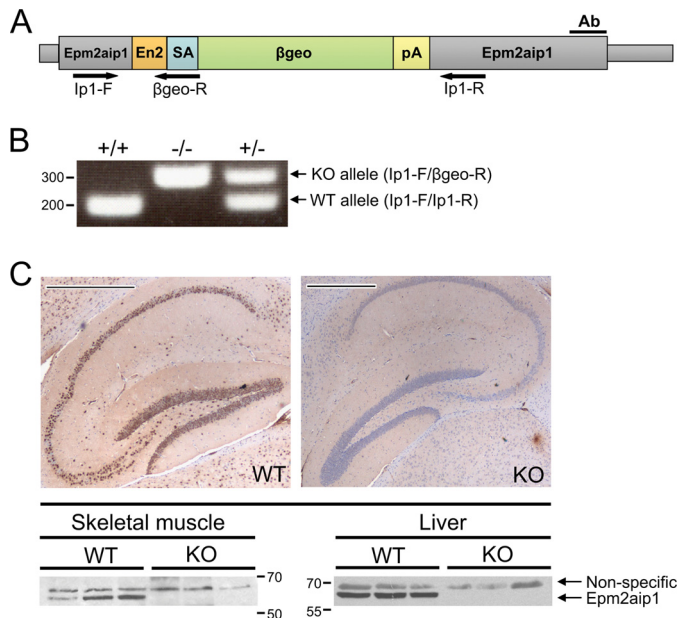 A
Ab
Epm2aip1 En2 SA βgeo pA Epm2aip1
Ip1-F βgeo-R Ip1-R
B
+/+ -/- +/-
300 KO allele (Ip1-F/βgeo-R)
200 WT allele (Ip1-F/Ip1-R)
C
WT KO
Skeletal muscle Liver
WT KO WT KO
70 70 Non-specific
Epm2aip1
50 55